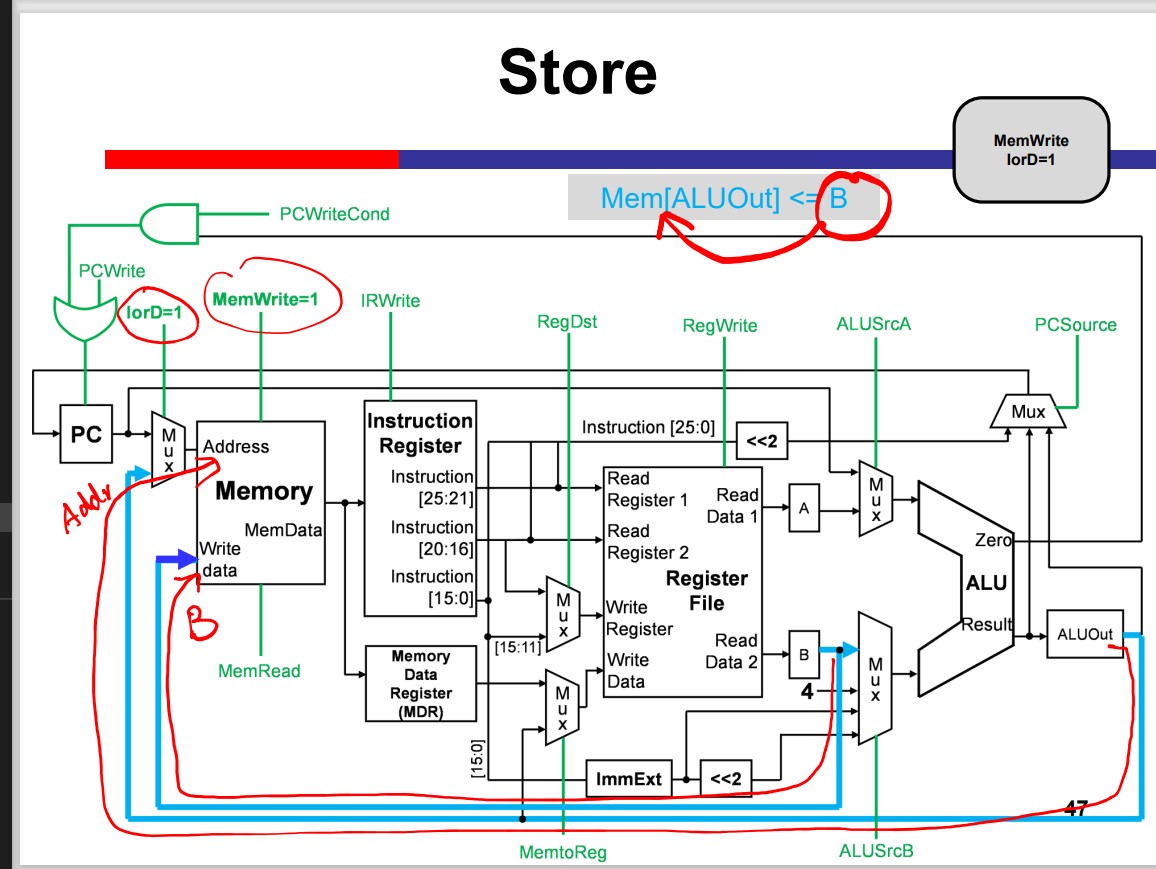 Store
MemWrite
IorD=1
Mem[ALUOut] <= B
PCWriteCond
PCWrite
IorD=1
MemWrite=1
IRWrite
RegDst
RegWrite
ALUSrcA
PCSource
PC
Mux
Address
Memory
MemData
Write
data
MemRead
Addr
B
Instruction
Register
Instruction
[25:21]
Instruction
[20:16]
Instruction
[15:0]
Memory
Data
Register
(MDR)
Instruction [25:0]
<<2
Mux
[15:11]
Mux
[15:0]
MemtoReg
Read
Register 1
Read
Register 2
Write
Register
Write
Data
Register
File
Read
Data 1
Read
Data 2
A
B
4
ImmExt
<<2
Mux
Mux
ALUSrcB
Zero
ALU
Result
ALUOut
Mux
47